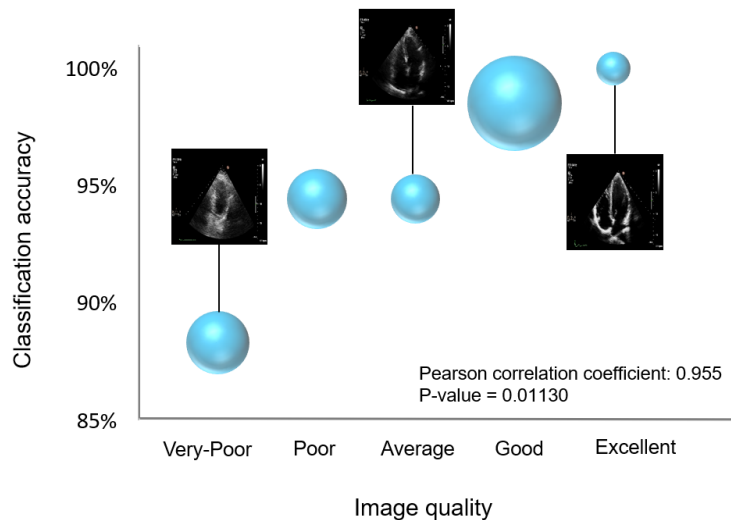 100%
95%
90%
85%
Classification accuracy
Pearson correlation coefficient: 0.955
P-value = 0.01130
Very-Poor Poor Average Good Excellent
Image quality